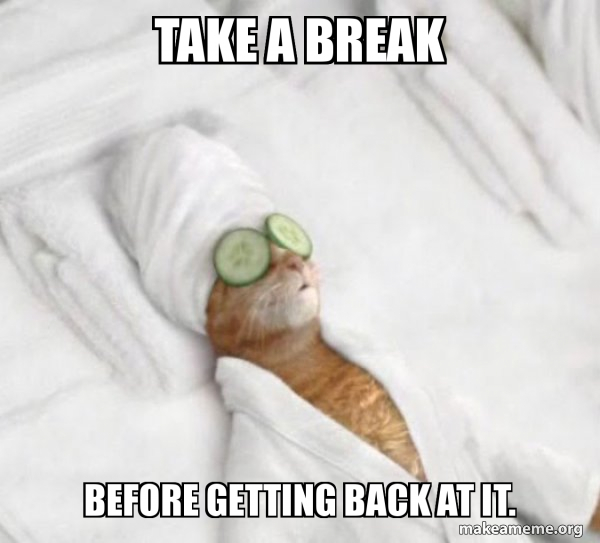 TAKE A BREAK
BEFORE GETTING BACK AT IT.
makeameme.org